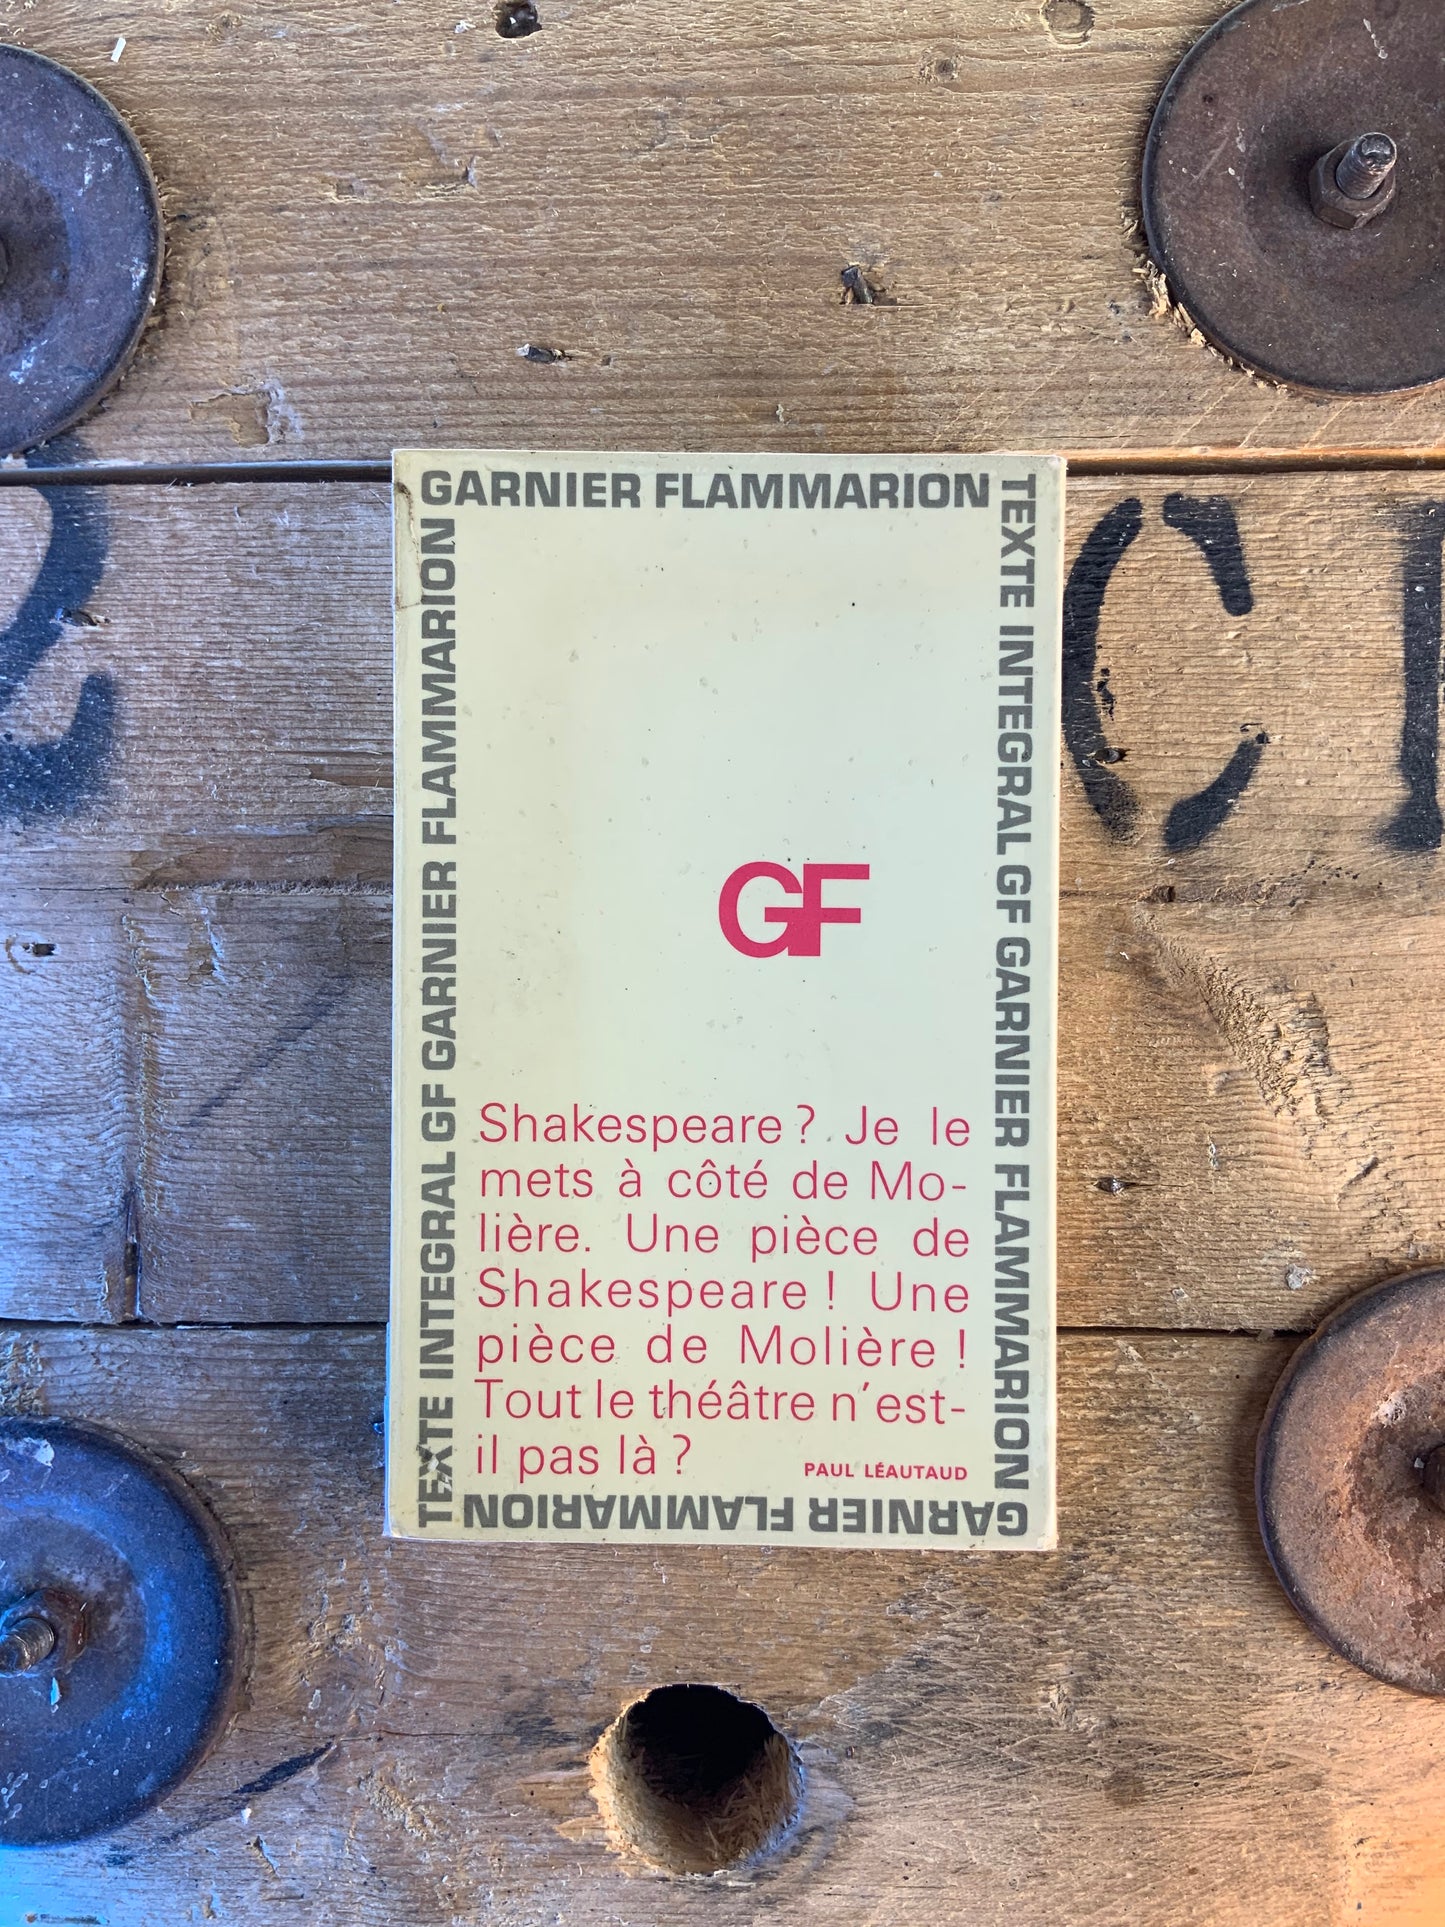 GARNIER FLAMMARION
TEXTE INTEGRAL GF GARNIER FLAMMARION
GARNIER FLAMMARION
TEXTE INTEGRAL GF GARNIER FLAMMARION
GF
Shakespeare ? Je le
mets à côté de Mo-
lière. Une pièce de
Shakespeare ! Une
pièce de Molière !
Tout le théâtre n'est-
il pas là ?
PAUL LÉAUTAUD
C